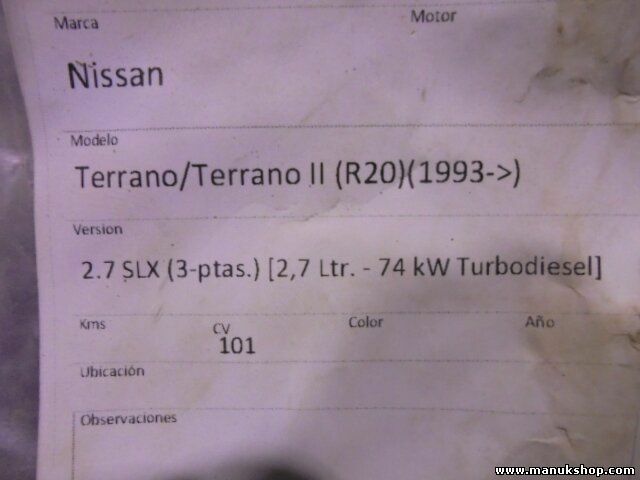 Marca Motor
Nissan
Modelo
Terrano/Terrano II (R20)(1993->)
Version
2.7 SLX (3-ptas.) [2,7 Ltr. - 74 kW Turbodiesel]
Kms CV Color Año
101
Ubicación
Observaciones
www.manukshop.com